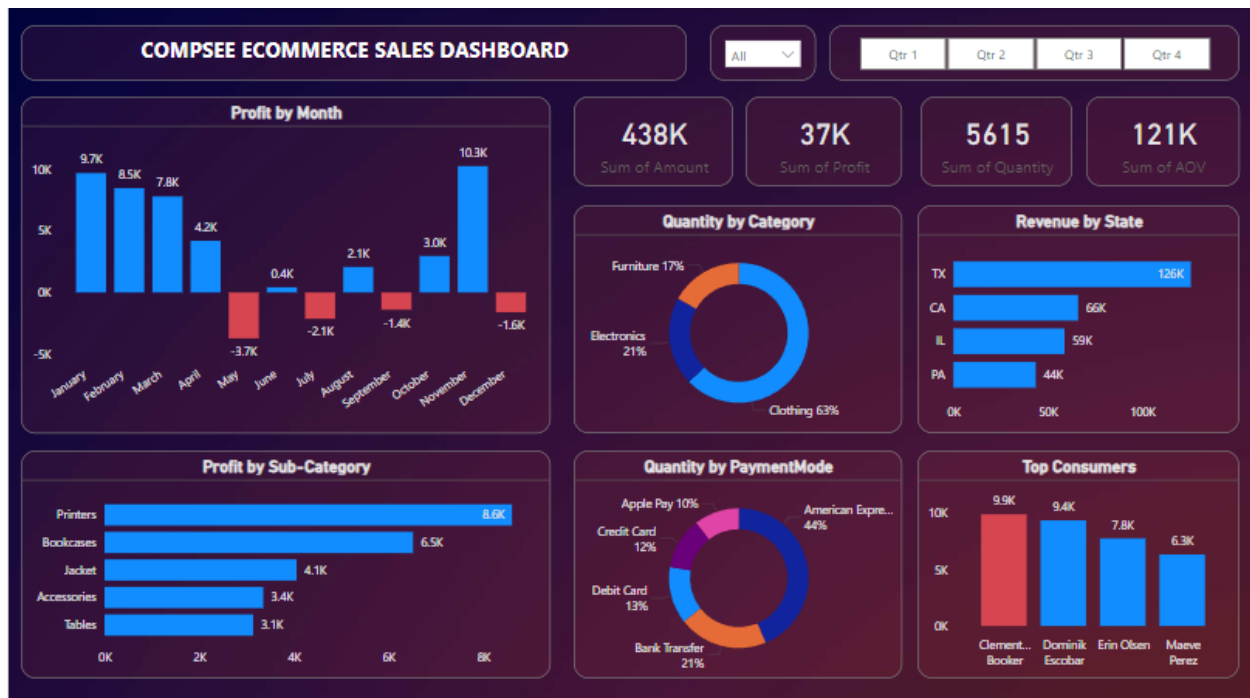 COMPSEE ECOMMERCE SALES DASHBOARD
All
Qtr 1
Qtr 2
Qtr 3
Qtr 4
Profit by Month
10K
5K
0K
-5K
9.7K
8.5K
7.8K
4.2K
-3.7K
0.4K
-2.1K
2.1K
-1.4K
3.0K
10.3K
-1.6K
January
February
March
April
May
June
July
August
September
October
November
December
438K
Sum of Amount
37K
Sum of Profit
5615
Sum of Quantity
121K
Sum of AOV
Quantity by Category
Furniture 17%
Electronics
21%
Clothing 63%
Revenue by State
TX
126K
CA
66K
IL
59K
PA
44K
0K
50K
100K
Profit by Sub-Category
Printers
8.6K
Bookcases
6.5K
Jacket
4.1K
Accessories
3.4K
Tables
3.1K
0K
2K
4K
6K
8K
Quantity by PaymentMode
Apple Pay 10%
American Expre...
44%
Credit Card
12%
Debit Card
13%
Bank Transfer
21%
Top Consumers
10K
5K
0K
9.9K
9.4K
7.8K
6.3K
Clement...
Booker
Dominik
Escobar
Erin Olsen
Maeve
Perez